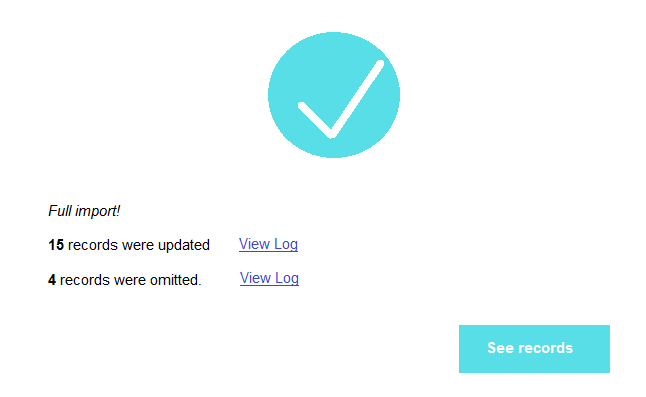 Full import!
15 records were updated View Log
4 records were omitted. View Log
See records